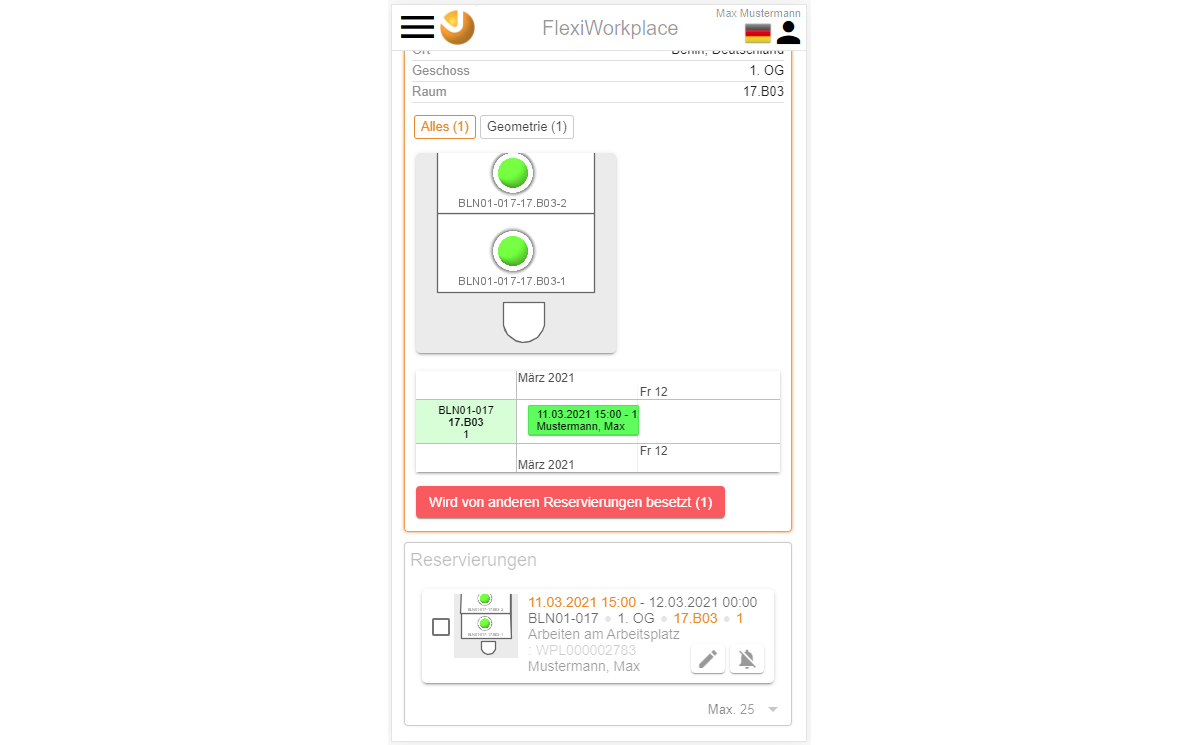 Max Mustermann
FlexiWorkplace
Ort Berlin, Deutschland
Geschoss 1. OG
Raum 17.B03
Alles (1) Geometrie (1)
BLN01-017-17.B03-2
BLN01-017-17.B03-1
März 2021
Fr 12
BLN01-017
17.B03
1
11.03.2021 15:00 - 1
Mustermann, Max
Fr 12
März 2021
Wird von anderen Reservierungen besetzt (1)
Reservierungen
11.03.2021 15:00 - 12.03.2021 00:00
BLN01-017 • 1. OG • 17.B03 • 1
Arbeiten am Arbeitsplatz
: WPL000002783
Mustermann, Max
Max. 25